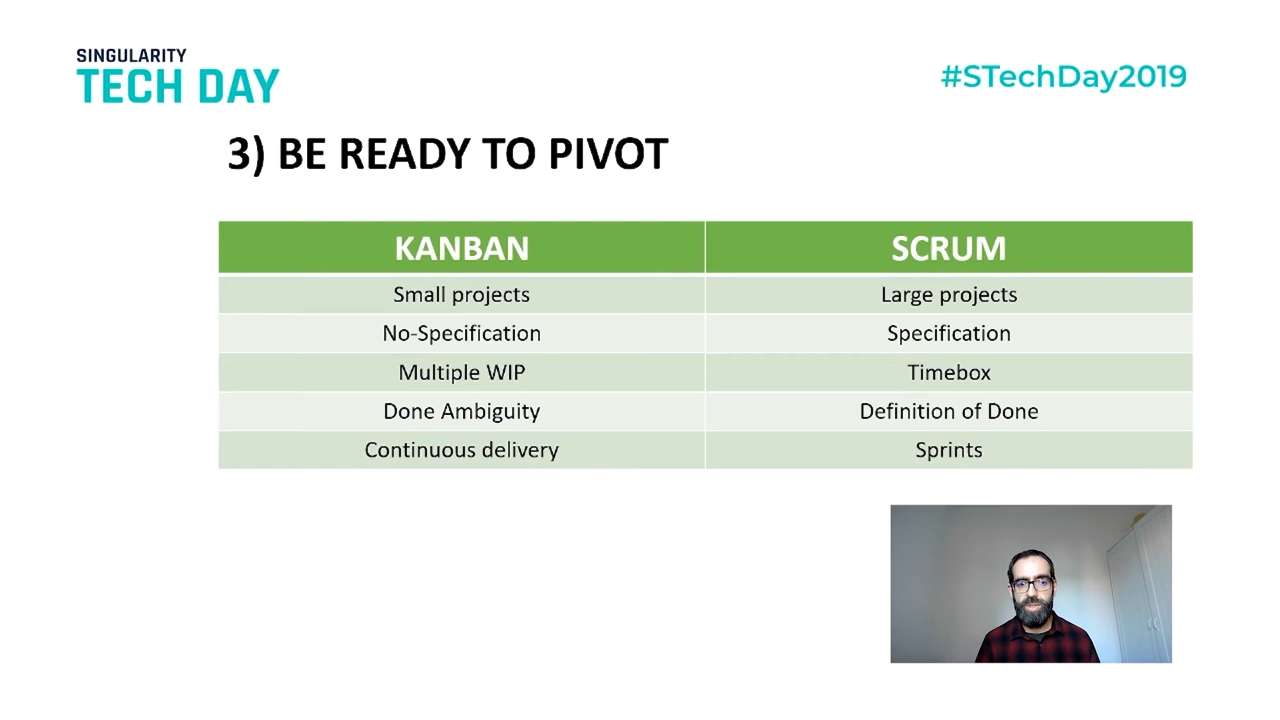 SINGULARITY
TECH DAY
#STechDay2019
3) BE READY TO PIVOT
KANBAN SCRUM
Small projects Large projects
No-Specification Specification
Multiple WIP Timebox
Done Ambiguity Definition of Done
Continuous delivery Sprints